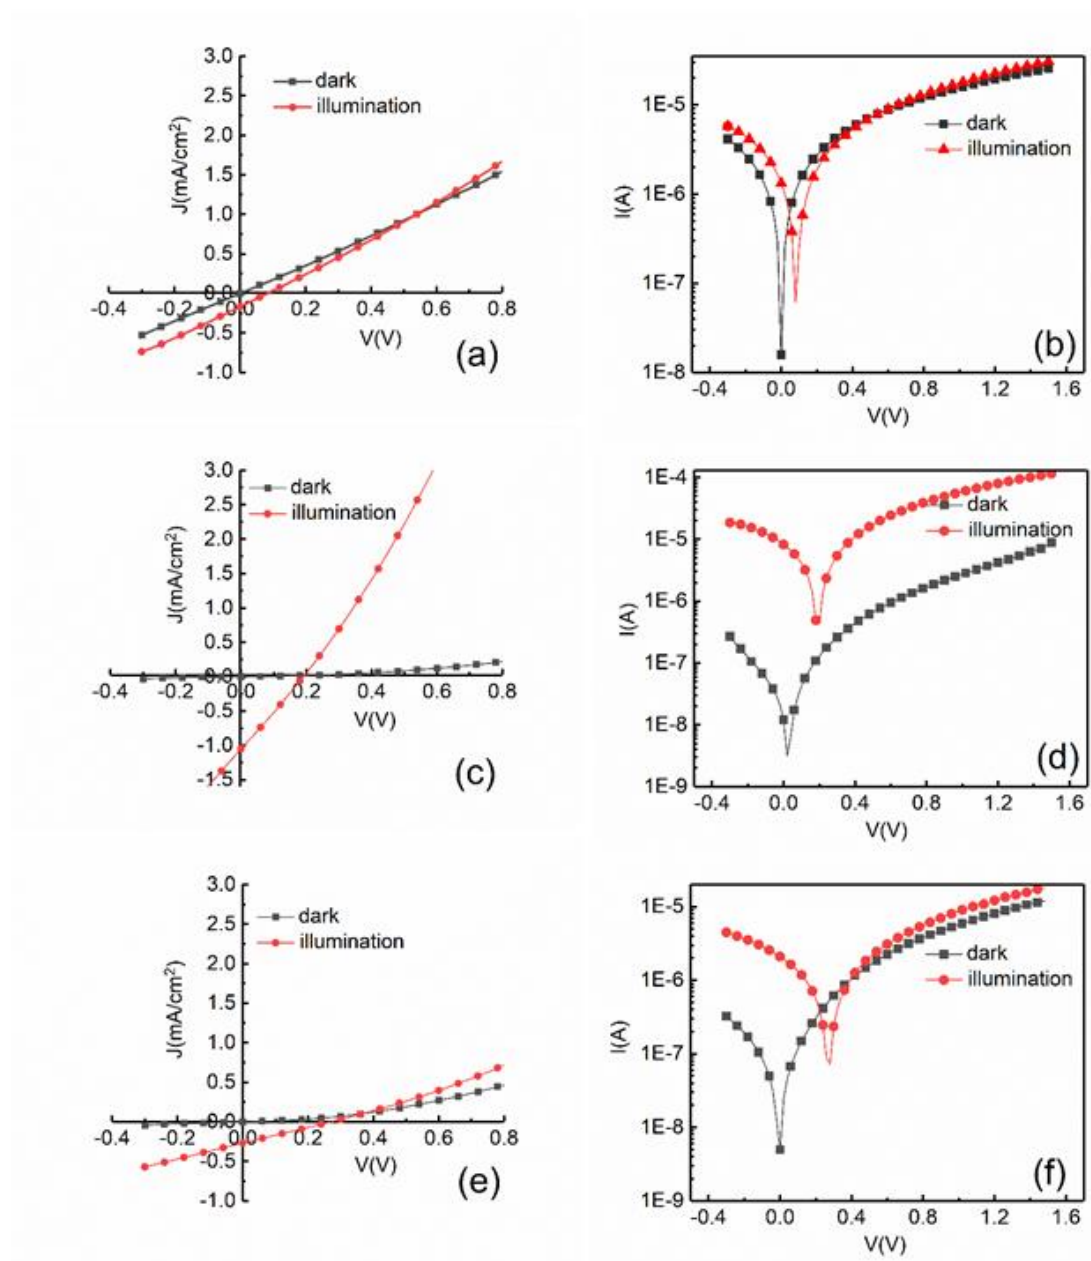 3.0
2.5
2.0
1.5
1.0
0.5
0.0
-0.5
-1.0
-0.4
-0.2
0.0
0.2
0.4
0.6
0.8
J(mA/cm²)
V(V)
dark
illumination
(a)
1E-5
1E-6
1E-7
1E-8
-0.4
0.0
0.4
0.8
1.2
1.6
I(A)
V(V)
dark
illumination
(b)
3.0
2.5
2.0
1.5
1.0
0.5
0.0
-0.5
-1.0
-1.5
-0.4
-0.2
0.0
0.2
0.4
0.6
0.8
J(mA/cm²)
V(V)
dark
illumination
(c)
1E-4
1E-5
1E-6
1E-7
1E-8
1E-9
-0.4
0.0
0.4
0.8
1.2
1.6
I(A)
V(V)
dark
illumination
(d)
3.0
2.5
2.0
1.5
1.0
0.5
0.0
-0.5
-1.0
-0.4
-0.2
0.0
0.2
0.4
0.6
0.8
J(mA/cm²)
V(V)
dark
illumination
(e)
1E-5
1E-6
1E-7
1E-8
1E-9
-0.4
0.0
0.4
0.8
1.2
1.6
I(A)
V(V)
dark
illumination
(f)